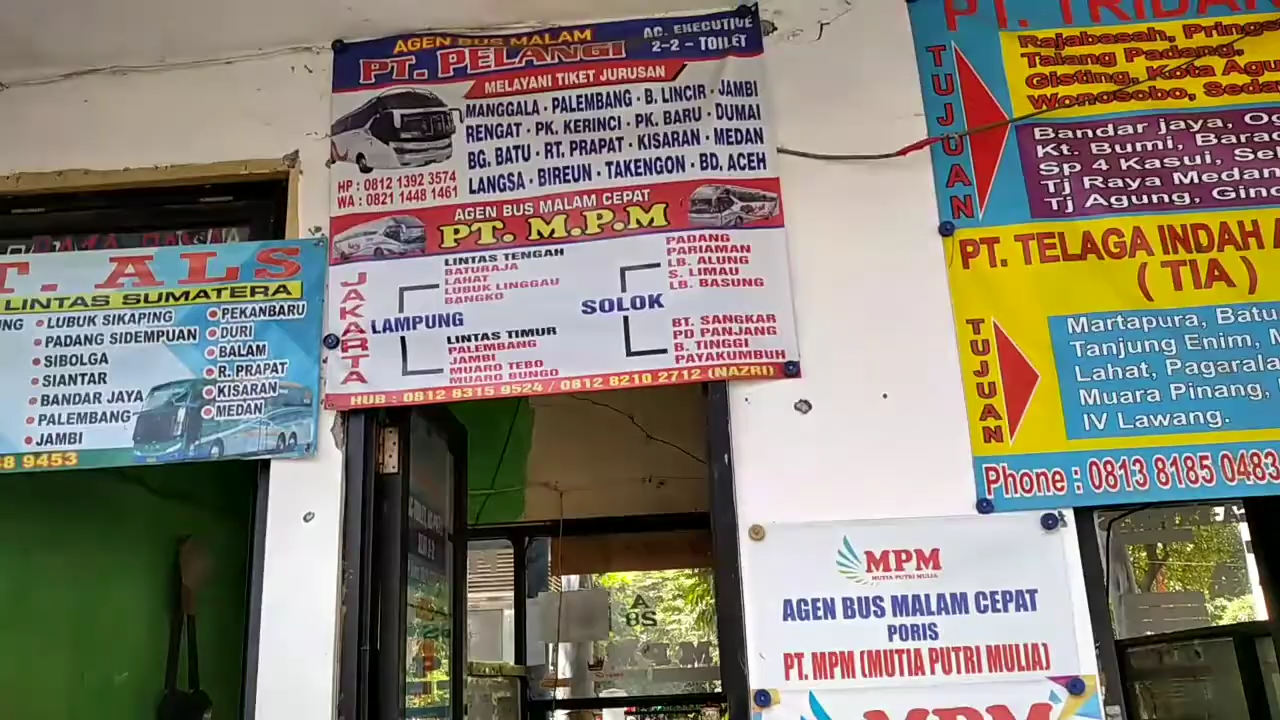 T. ALS
LINTAS SUMATERA
LUBUK SIKAPING
PADANG SIDEMPUAN
SIBOLGA
SIANTAR
BANDAR JAYA
PALEMBANG
JAMBI
PEKANBARU
DURI
BALAM
R. PRAPAT
KISARAN
MEDAN
9453
AGEN BUS MALAM
PT. PELANGI
AC. EXECUTIVE
2-2 - TOILET
MELAYANI TIKET JURUSAN
MANGGALA - PALEMBANG - B. LINCIR - JAMBI
RENGAT - PK. KERINCI - PK. BARU - DUMAI
BG. BATU - RT. PRAPAT - KISARAN - MEDAN
LANGSA - BIREUN - TAKENGON - BD. ACEH
HP : 0812 1392 3574
WA : 0821 1448 1461
AGEN BUS MALAM CEPAT
PT. M.P.M
JAKARTA
LAMPUNG
LINTAS TENGAH
BATURAJA
LAHAT
LUBUK LINGGAU
BANGKO
LINTAS TIMUR
PALEMBANG
JAMBI
MUARO TEBO
MUARO BUNGO
SOLOK
PADANG
PARIAMAN
LB. ALUNG
S. LIMAU
LB. BASUNG
BT. SANGKAR
PD PANJANG
B. TINGGI
PAYAKUMBUH
HUB : 0812 8315 9524 / 0812 8210 2712 (NAZRI)
PT. TRIDAR
TUJUAN
Rajabasah, Prings
Talang Padang,
Gisting, Kota Agu
Wonosobo, Seda
Bandar jaya, Og
Kt. Bumi, Barad
Sp 4 Kasui, Sel
Tj Raya Medan
Tj Agung, Gin
PT. TELAGA INDAH
( TIA )
TUJUAN
Martapura, Batu
Tanjung Enim, M
Lahat, Pagarala
Muara Pinang,
IV Lawang.
Phone : 0813 8185 0483
MPM
MUTIA PUTRI MULIA
AGEN BUS MALAM CEPAT
PORIS
PT. MPM (MUTIA PUTRI MULIA)
MPM